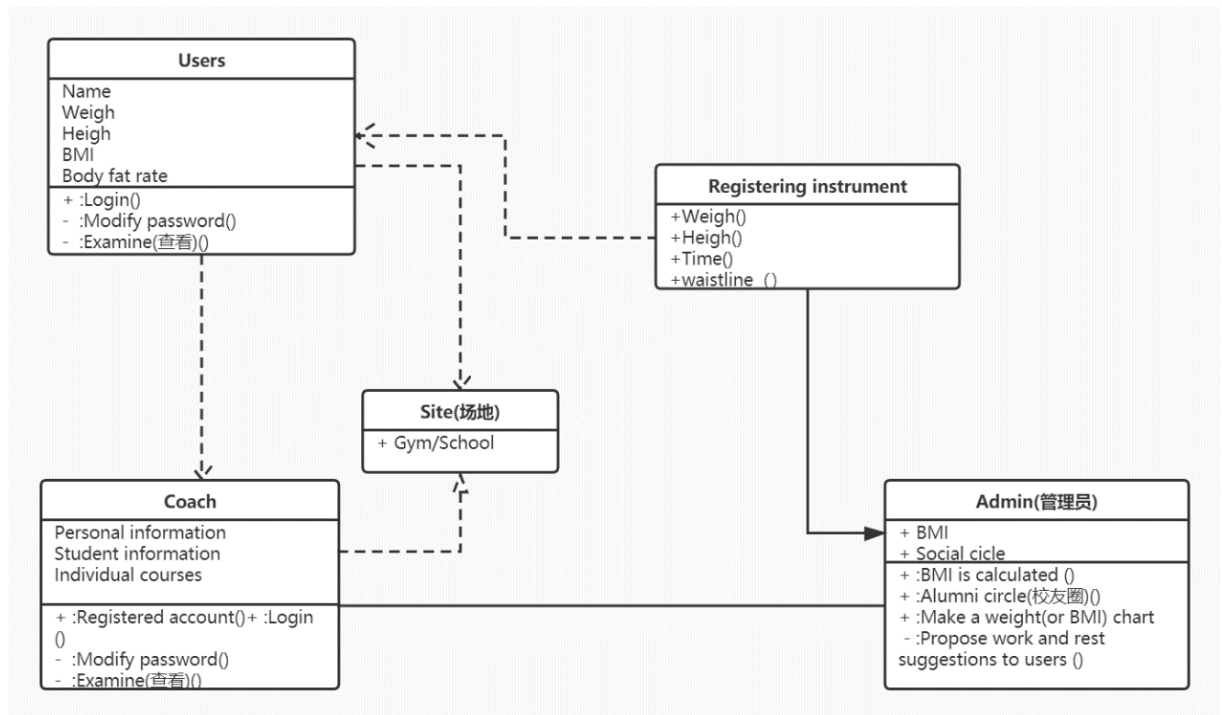 Users
Name
Weigh
Heigh
BMI
Body fat rate
+ :Login()
- :Modify password()
- :Examine(查看)()
Registering instrument
+Weigh()
+Heigh()
+Time()
+waistline ()
Site(场地)
+ Gym/School
Coach
Personal information
Student information
Individual courses
+ :Registered account()+ :Login
()
- :Modify password()
- :Examine(查看)()
Admin(管理员)
+ BMI
+ Social cicle
+ :BMI is calculated ()
+ :Alumni circle(校友圈)()
+ :Make a weight(or BMI) chart
- :Propose work and rest
suggestions to users ()